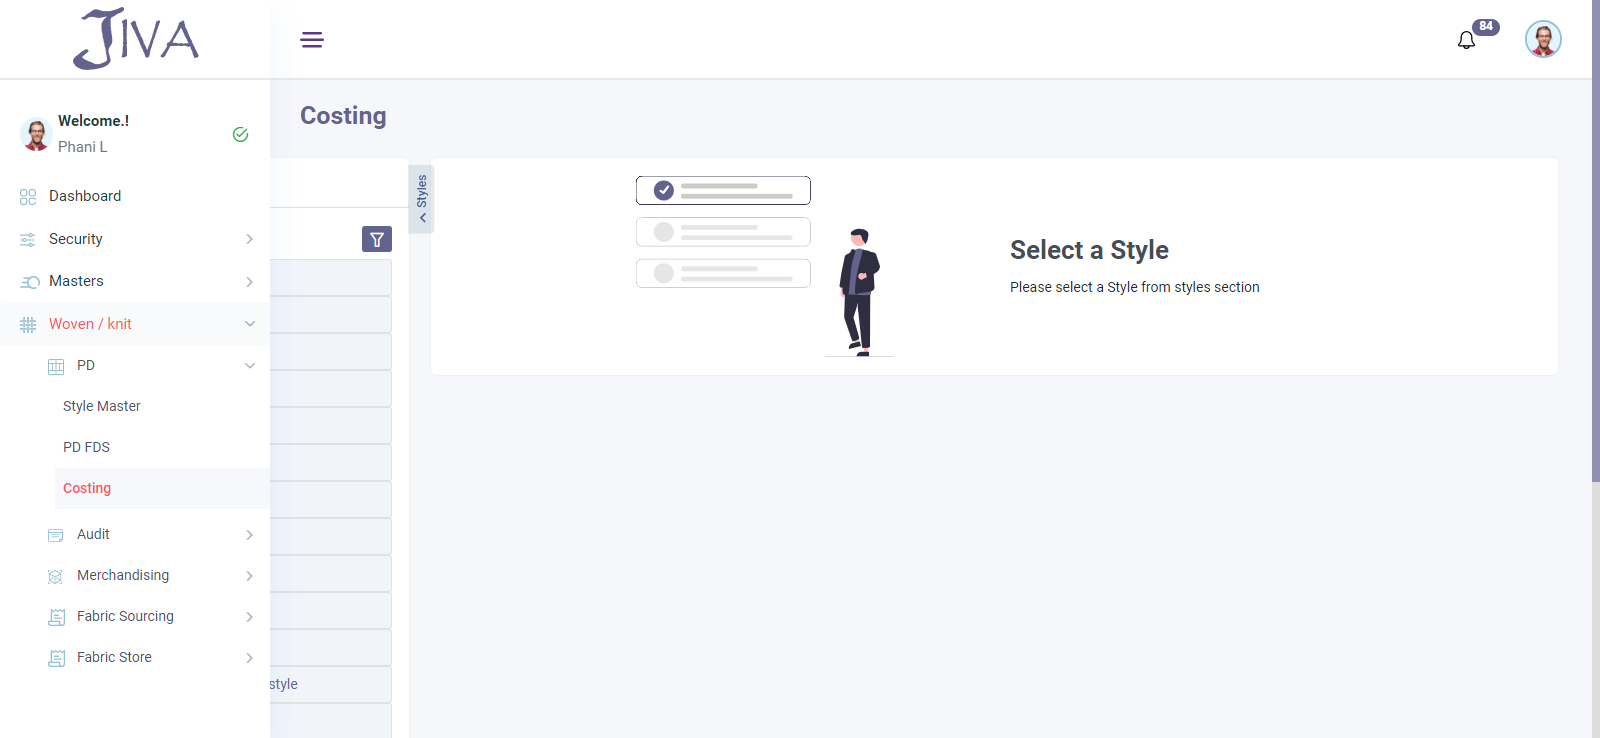 JIVA
84
Welcome.!
Phani L
Dashboard
Security
Masters
Woven / knit
PD
Style Master
PD FDS
Costing
Audit
Merchandising
Fabric Sourcing
Fabric Store
Costing
Styles
style
Select a Style
Please select a Style from styles section